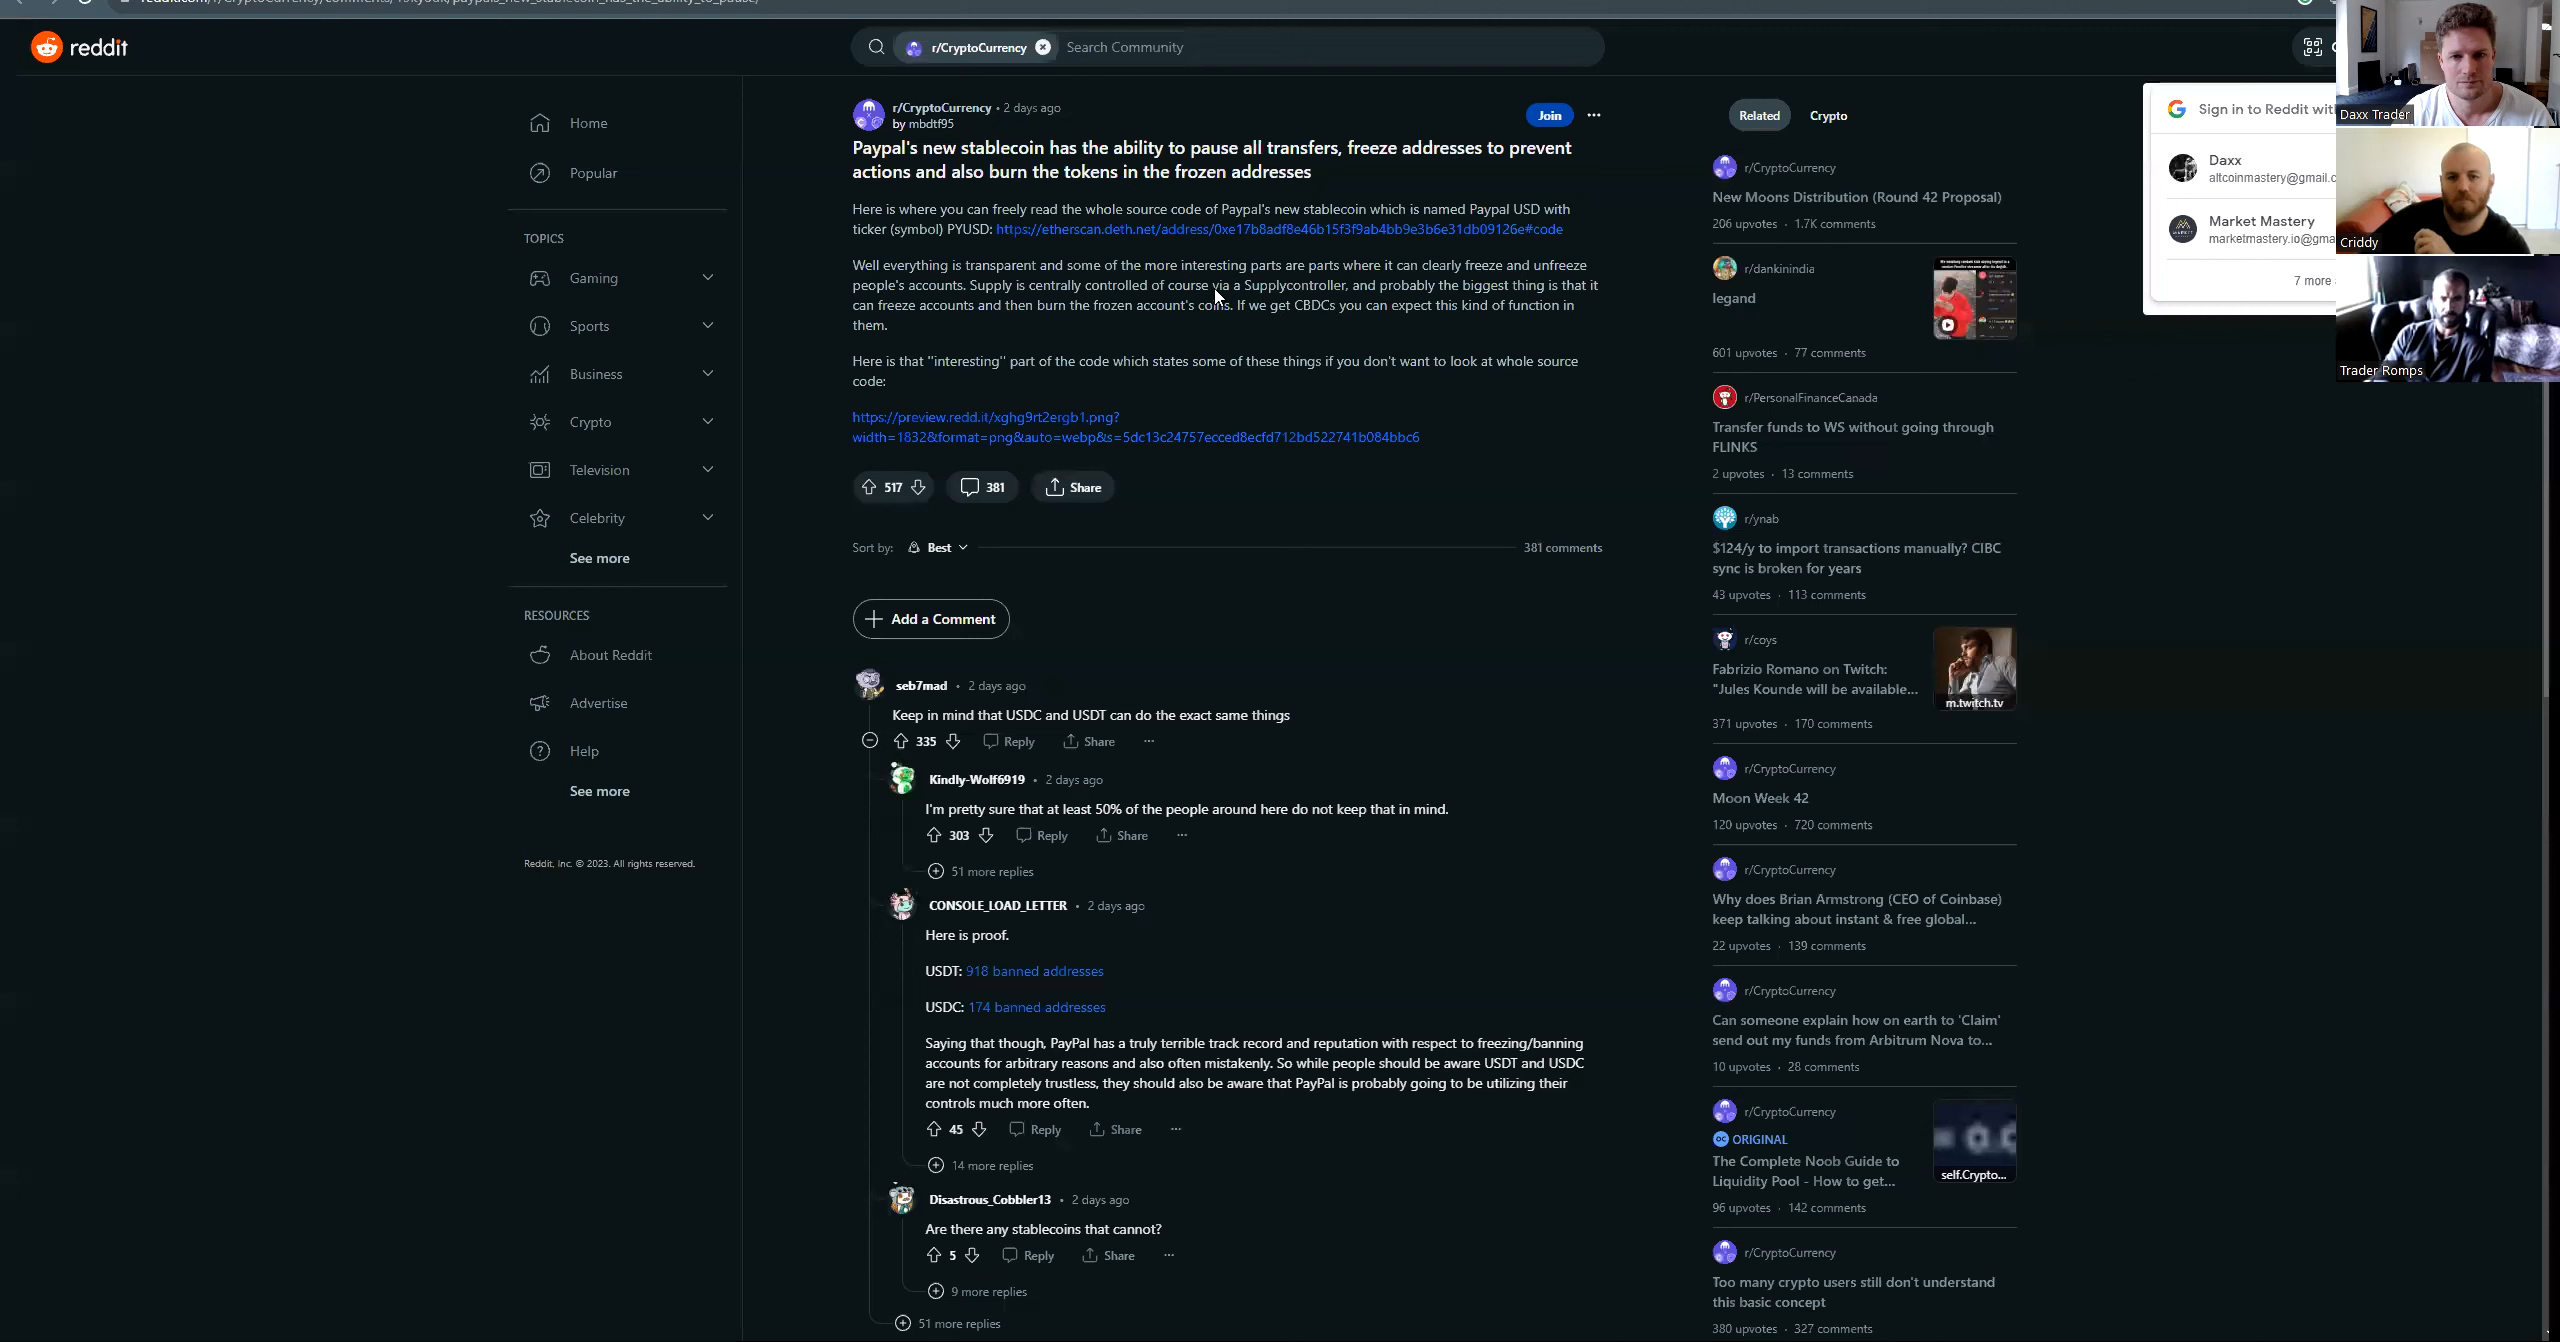 reddit
r/CryptoCurrency
Search Community
Home
Popular
TOPICS
Gaming
Sports
Business
Crypto
Television
Celebrity
See more
RESOURCES
About Reddit
Advertise
Help
See more
Reddit, Inc. © 2023. All rights reserved.
r/CryptoCurrency • 2 days ago
by mbdtf95
Join
Paypal's new stablecoin has the ability to pause all transfers, freeze addresses to prevent
actions and also burn the tokens in the frozen addresses
Here is where you can freely read the whole source code of Paypal's new stablecoin which is named Paypal USD with
ticker (symbol) PYUSD: https://etherscan.deth.net/address/0xe17b8adf8e46b15f3f9ab4bb9e3b6e31db09126e#code
Well everything is transparent and some of the more interesting parts are parts where it can clearly freeze and unfreeze
people's accounts. Supply is centrally controlled of course via a Supplycontroller, and probably the biggest thing is that it
can freeze accounts and then burn the frozen account's coins. If we get CBDCs you can expect this kind of function in
them.
Here is that "interesting" part of the code which states some of these things if you don't want to look at whole source
code:
https://preview.redd.it/xghg9rt2ergb1.png?
width=1832&format=png&auto=webp&s=5dc13c24757ecced8ecfd712bd522741b084bbc6
517
381
Share
Sort by: Best
381 comments
Add a Comment
seb7mad • 2 days ago
Keep in mind that USDC and USDT can do the exact same things
335 Reply Share
Kindly-Wolf6919 • 2 days ago
I'm pretty sure that at least 50% of the people around here do not keep that in mind.
303 Reply Share
51 more replies
CONSOLE_LOAD_LETTER • 2 days ago
Here is proof.
USDT: 918 banned addresses
USDC: 174 banned addresses
Saying that though, PayPal has a truly terrible track record and reputation with respect to freezing/banning
accounts for arbitrary reasons and also often mistakenly. So while people should be aware USDT and USDC
are not completely trustless, they should also be aware that PayPal is probably going to be utilizing their
controls much more often.
45 Reply Share
14 more replies
Disastrous_Cobbler13 • 2 days ago
Are there any stablecoins that cannot?
5 Reply Share
9 more replies
51 more replies
Related
Crypto
r/CryptoCurrency
New Moons Distribution (Round 42 Proposal)
206 upvotes · 1.7K comments
r/dankinindia
legand
601 upvotes · 77 comments
r/PersonalFinanceCanada
Transfer funds to WS without going through
FLINKS
2 upvotes · 13 comments
r/ynab
$124/y to import transactions manually? CIBC
sync is broken for years
43 upvotes · 113 comments
r/coys
Fabrizio Romano on Twitch:
"Jules Kounde will be available...
m.twitch.tv
371 upvotes · 170 comments
r/CryptoCurrency
Moon Week 42
120 upvotes · 720 comments
r/CryptoCurrency
Why does Brian Armstrong (CEO of Coinbase)
keep talking about instant & free global...
22 upvotes · 139 comments
r/CryptoCurrency
Can someone explain how on earth to 'Claim'
send out my funds from Arbitrum Nova to...
10 upvotes · 28 comments
r/CryptoCurrency
OC ORIGINAL
The Complete Noob Guide to
Liquidity Pool - How to get...
self.Crypto...
96 upvotes · 142 comments
r/CryptoCurrency
Too many crypto users still don't understand
this basic concept
380 upvotes · 327 comments
Sign in to Reddit with
Daxx
altcoinmastery@gmail.c
Market Mastery
marketmastery.io@gma
7 more
Daxx Trader
Criddy
Trader Romps